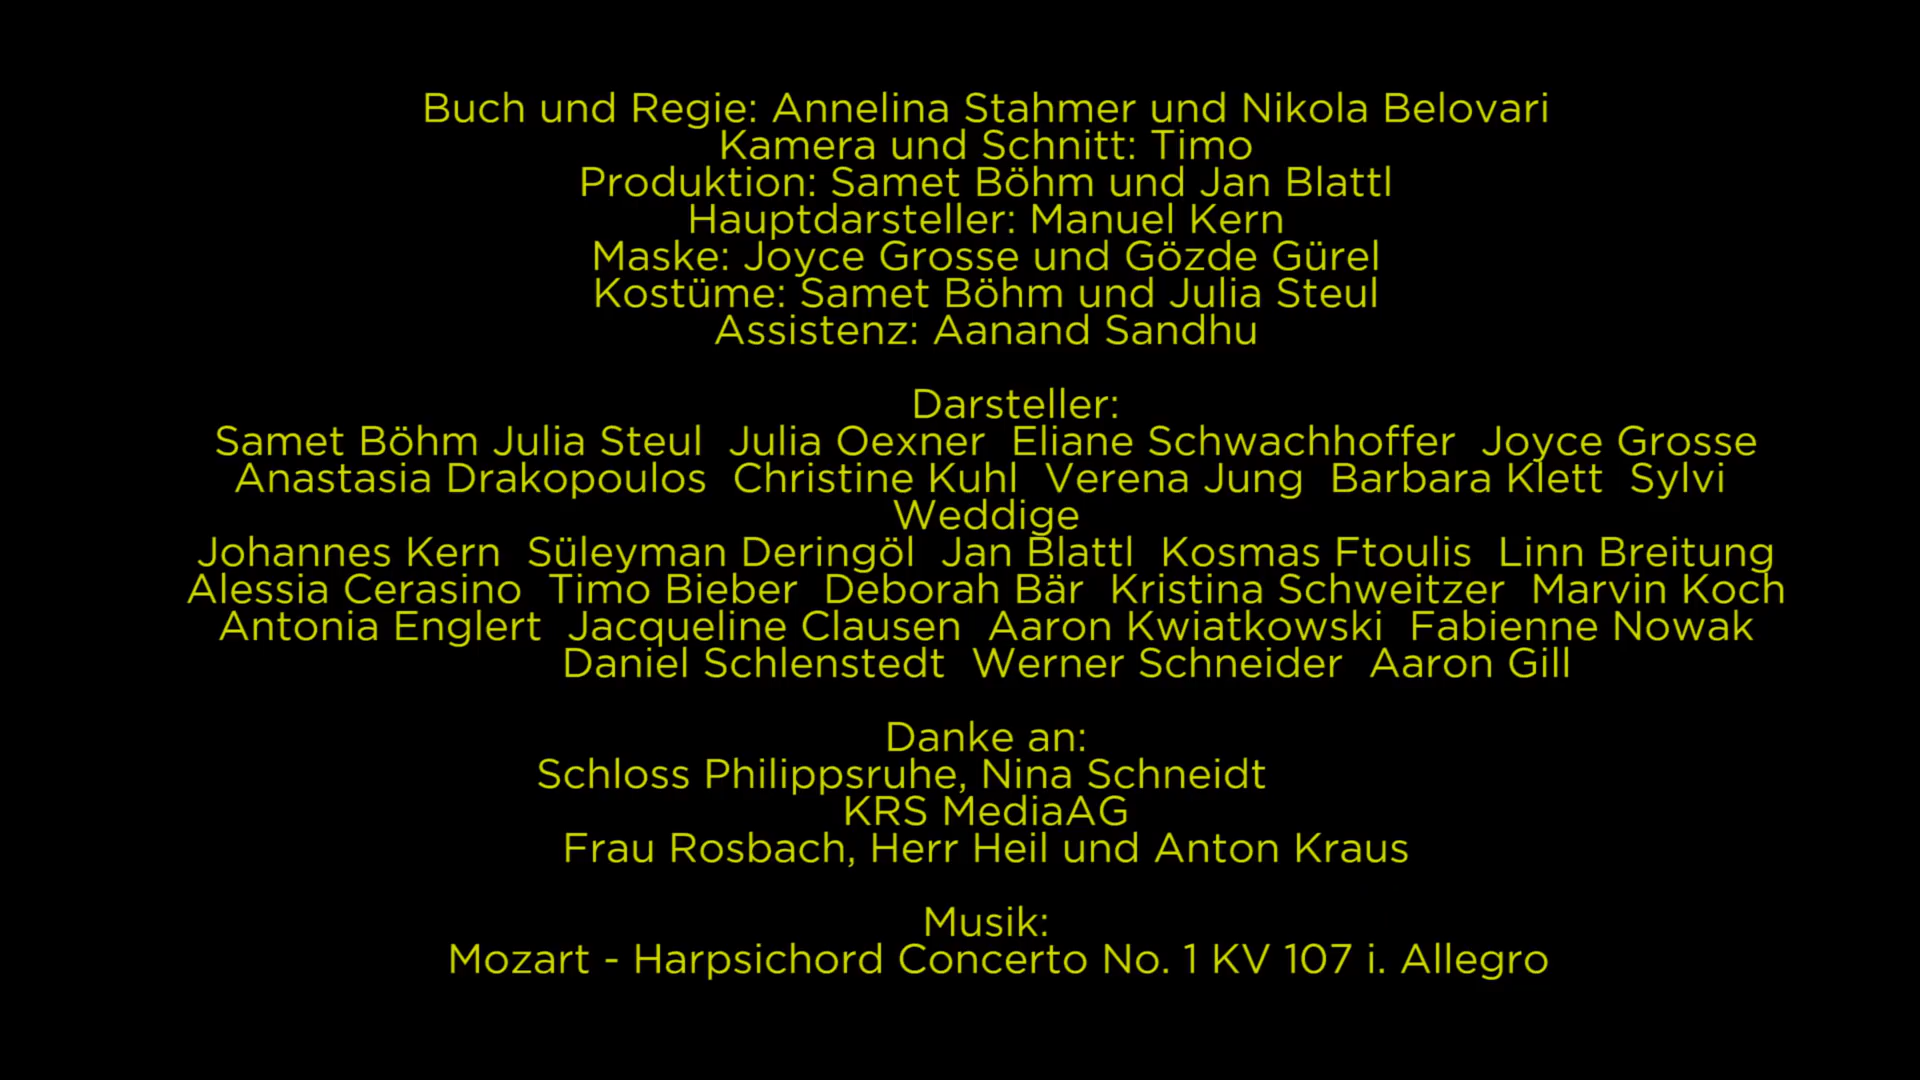 Buch und Regie: Annelina Stahmer und Nikola Belovari
Kamera und Schnitt: Timo
Produktion: Samet Böhm und Jan Blattl
Hauptdarsteller: Manuel Kern
Maske: Joyce Grosse und Gözde Gürel
Kostüme: Samet Böhm und Julia Steul
Assistenz: Aanand Sandhu
Darsteller:
Samet Böhm Julia Steul Julia Oexner Eliane Schwachhoffer Joyce Grosse
Anastasia Drakopoulos Christine Kuhl Verena Jung Barbara Klett Sylvi
Weddige
Johannes Kern Süleyman Deringöl Jan Blattl Kosmas Ftoulis Linn Breitung
Alessia Cerasino Timo Bieber Deborah Bär Kristina Schweitzer Marvin Koch
Antonia Englert Jacqueline Clausen Aaron Kwiatkowski Fabienne Nowak
Daniel Schlenstedt Werner Schneider Aaron Gill
Danke an:
Schloss Philippsruhe, Nina Schneidt
KRS MediaAG
Frau Rosbach, Herr Heil und Anton Kraus
Musik:
Mozart - Harpsichord Concerto No. 1 KV 107 i. Allegro